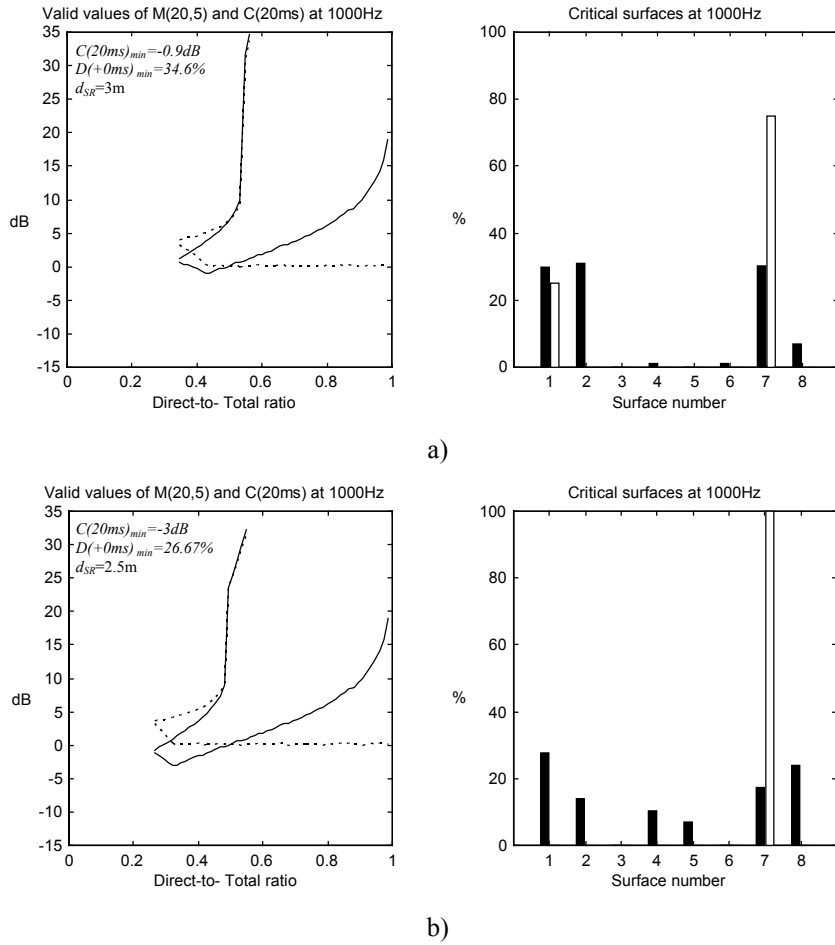 Valid values of M(20,5) and C(20ms) at 1000Hz
C(20ms)min=-0.9dB
D(+0ms) min=34.6%
dSR=3m
35
30
25
20
15
10
5
0
-5
-10
-15
dB
0 0.2 0.4 0.6 0.8 1
Direct-to- Total ratio
Critical surfaces at 1000Hz
100
80
60
40
20
0
%
1 2 3 4 5 6 7 8
Surface number
a)
Valid values of M(20,5) and C(20ms) at 1000Hz
C(20ms)min=-3dB
D(+0ms) min=26.67%
dSR=2.5m
35
30
25
20
15
10
5
0
-5
-10
-15
dB
0 0.2 0.4 0.6 0.8 1
Direct-to- Total ratio
Critical surfaces at 1000Hz
100
80
60
40
20
0
%
1 2 3 4 5 6 7 8
Surface number
b)